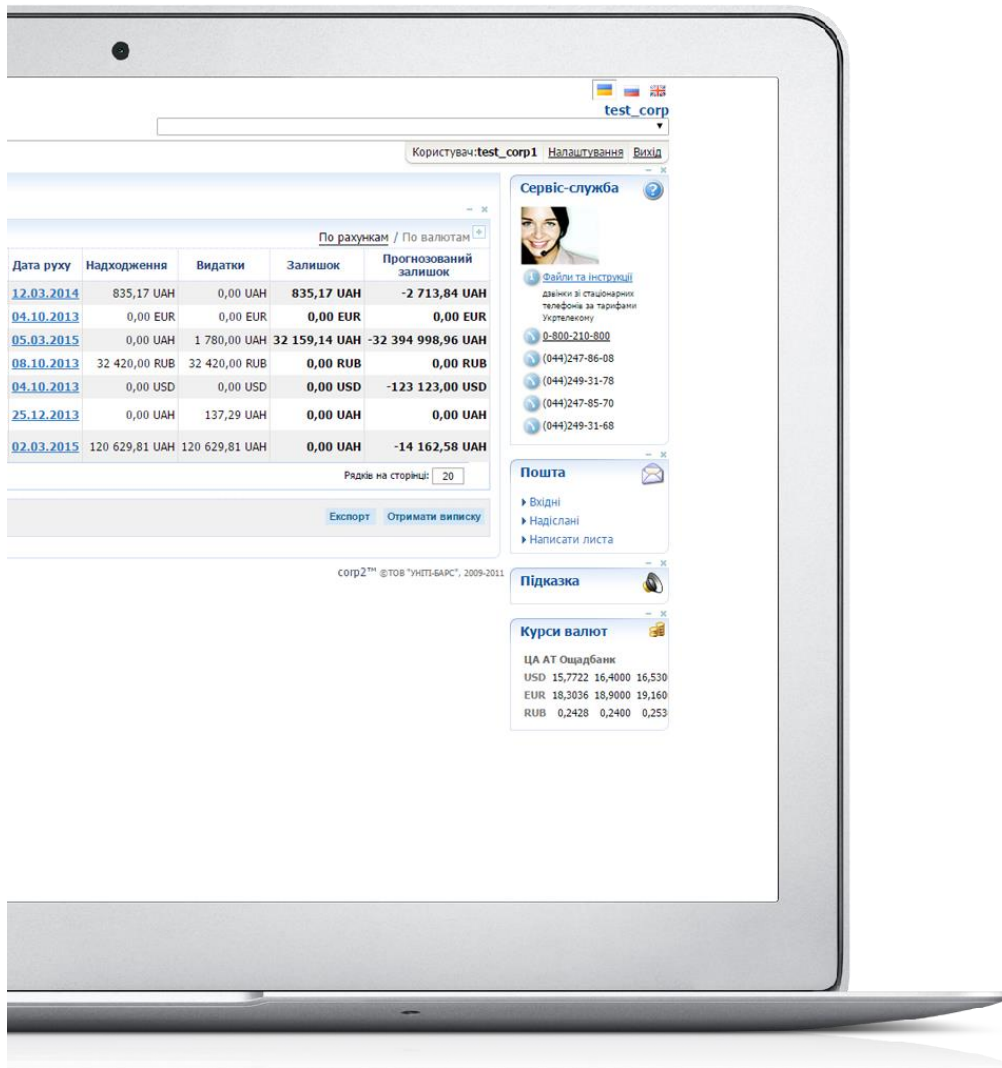 test_corp
Користувач:test_corp1 Налаштування Вихід
По рахункам / По валютам
Дата руху Надходження Видатки Залишок Прогнозований залишок
12.03.2014 835,17 UAH 0,00 UAH 835,17 UAH -2 713,84 UAH
04.10.2013 0,00 EUR 0,00 EUR 0,00 EUR 0,00 EUR
05.03.2015 0,00 UAH 1 780,00 UAH 32 159,14 UAH -32 394 998,96 UAH
08.10.2013 32 420,00 RUB 32 420,00 RUB 0,00 RUB 0,00 RUB
04.10.2013 0,00 USD 0,00 USD 0,00 USD -123 123,00 USD
25.12.2013 0,00 UAH 137,29 UAH 0,00 UAH 0,00 UAH
02.03.2015 120 629,81 UAH 120 629,81 UAH 0,00 UAH -14 162,58 UAH
Рядків на сторінці: 20
Експорт Отримати виписку
corp2™ ©ТОВ "УНІТІ-БАРС", 2009-2011
Сервіс-служба
Файли та інструкції
дзвінки зі стаціонарних
телефонів за тарифами
Укртелекому
0-800-210-800
(044)247-86-08
(044)249-31-78
(044)247-85-70
(044)249-31-68
Пошта
Вхідні
Надіслані
Написати листа
Підказка
Курси валют
ЦА АТ Ощадбанк
USD 15,7722 16,4000 16,530
EUR 18,3036 18,9000 19,160
RUB 0,2428 0,2400 0,253